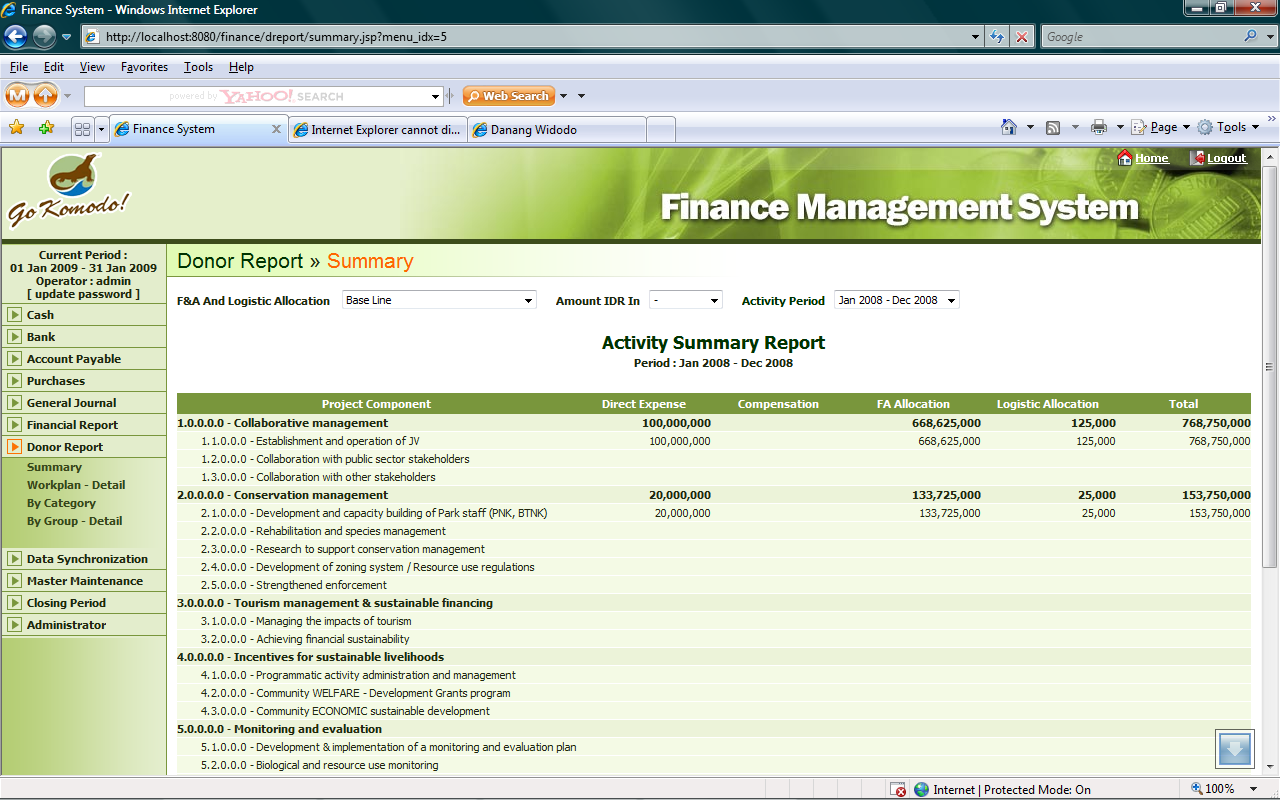 Finance System - Windows Internet Explorer
http://localhost:8080/finance/dreport/summary.jsp?menu_idx=5
Google
File Edit View Favorites Tools Help
M powered by YAHOO! SEARCH Web Search
Finance System Internet Explorer cannot di... Danang Widodo Page Tools
Home Logout
Go Komodo!
Finance Management System
Current Period :
01 Jan 2009 - 31 Jan 2009
Operator : admin
[ update password ]
Cash
Bank
Account Payable
Purchases
General Journal
Financial Report
Donor Report
Summary
Workplan - Detail
By Category
By Group - Detail
Data Synchronization
Master Maintenance
Closing Period
Administrator
Donor Report » Summary
F&A And Logistic Allocation Base Line Amount IDR In - Activity Period Jan 2008 - Dec 2008
Activity Summary Report
Period : Jan 2008 - Dec 2008
Project Component Direct Expense Compensation FA Allocation Logistic Allocation Total
1.0.0.0.0 - Collaborative management 100,000,000 668,625,000 125,000 768,750,000
1.1.0.0.0 - Establishment and operation of JV 100,000,000 668,625,000 125,000 768,750,000
1.2.0.0.0 - Collaboration with public sector stakeholders
1.3.0.0.0 - Collaboration with other stakeholders
2.0.0.0.0 - Conservation management 20,000,000 133,725,000 25,000 153,750,000
2.1.0.0.0 - Development and capacity building of Park staff (PNK, BTNK) 20,000,000 133,725,000 25,000 153,750,000
2.2.0.0.0 - Rehabilitation and species management
2.3.0.0.0 - Research to support conservation management
2.4.0.0.0 - Development of zoning system / Resource use regulations
2.5.0.0.0 - Strengthened enforcement
3.0.0.0.0 - Tourism management & sustainable financing
3.1.0.0.0 - Managing the impacts of tourism
3.2.0.0.0 - Achieving financial sustainability
4.0.0.0.0 - Incentives for sustainable livelihoods
4.1.0.0.0 - Programmatic activity administration and management
4.2.0.0.0 - Community WELFARE - Development Grants program
4.3.0.0.0 - Community ECONOMIC sustainable development
5.0.0.0.0 - Monitoring and evaluation
5.1.0.0.0 - Development & implementation of a monitoring and evaluation plan
5.2.0.0.0 - Biological and resource use monitoring
Internet | Protected Mode: On 100%